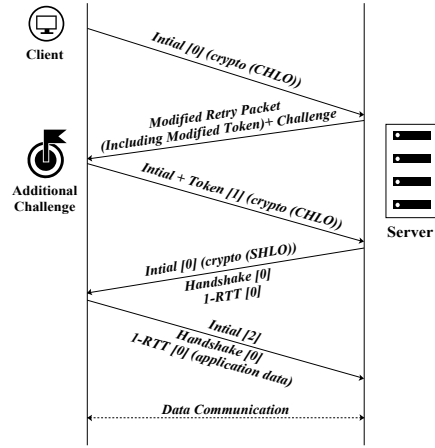 Client
Intial [0] (crypto (CHLO))
Modified Retry Packet
(Including Modified Token)+ Challenge
Additional
Challenge
Intial + Token [1] (crypto (CHLO))
Server
Intial [0] (crypto (SHLO))
Handshake [0]
1-RTT [0]
Intial [2]
Handshake [0]
1-RTT [0] (application data)
Data Communication